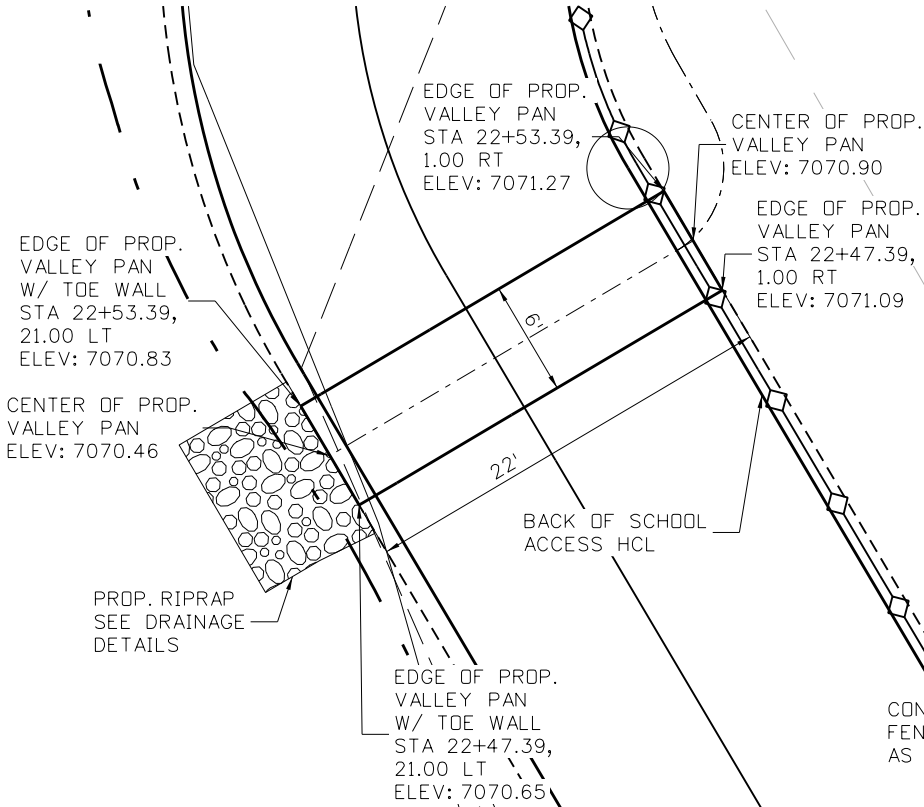 EDGE OF PROP.
VALLEY PAN
STA 22+53.39,
1.00 RT
ELEV: 7071.27
CENTER OF PROP.
VALLEY PAN
ELEV: 7070.90
EDGE OF PROP.
VALLEY PAN
STA 22+47.39,
1.00 RT
ELEV: 7071.09
EDGE OF PROP.
VALLEY PAN
W/ TOE WALL
STA 22+53.39,
21.00 LT
ELEV: 7070.83
6'
CENTER OF PROP.
VALLEY PAN
ELEV: 7070.46
22'
BACK OF SCHOOL
ACCESS HCL
PROP. RIPRAP
SEE DRAINAGE
DETAILS
EDGE OF PROP.
VALLEY PAN
W/ TOE WALL
STA 22+47.39,
21.00 LT
ELEV: 7070.65
CON
FEN
AS